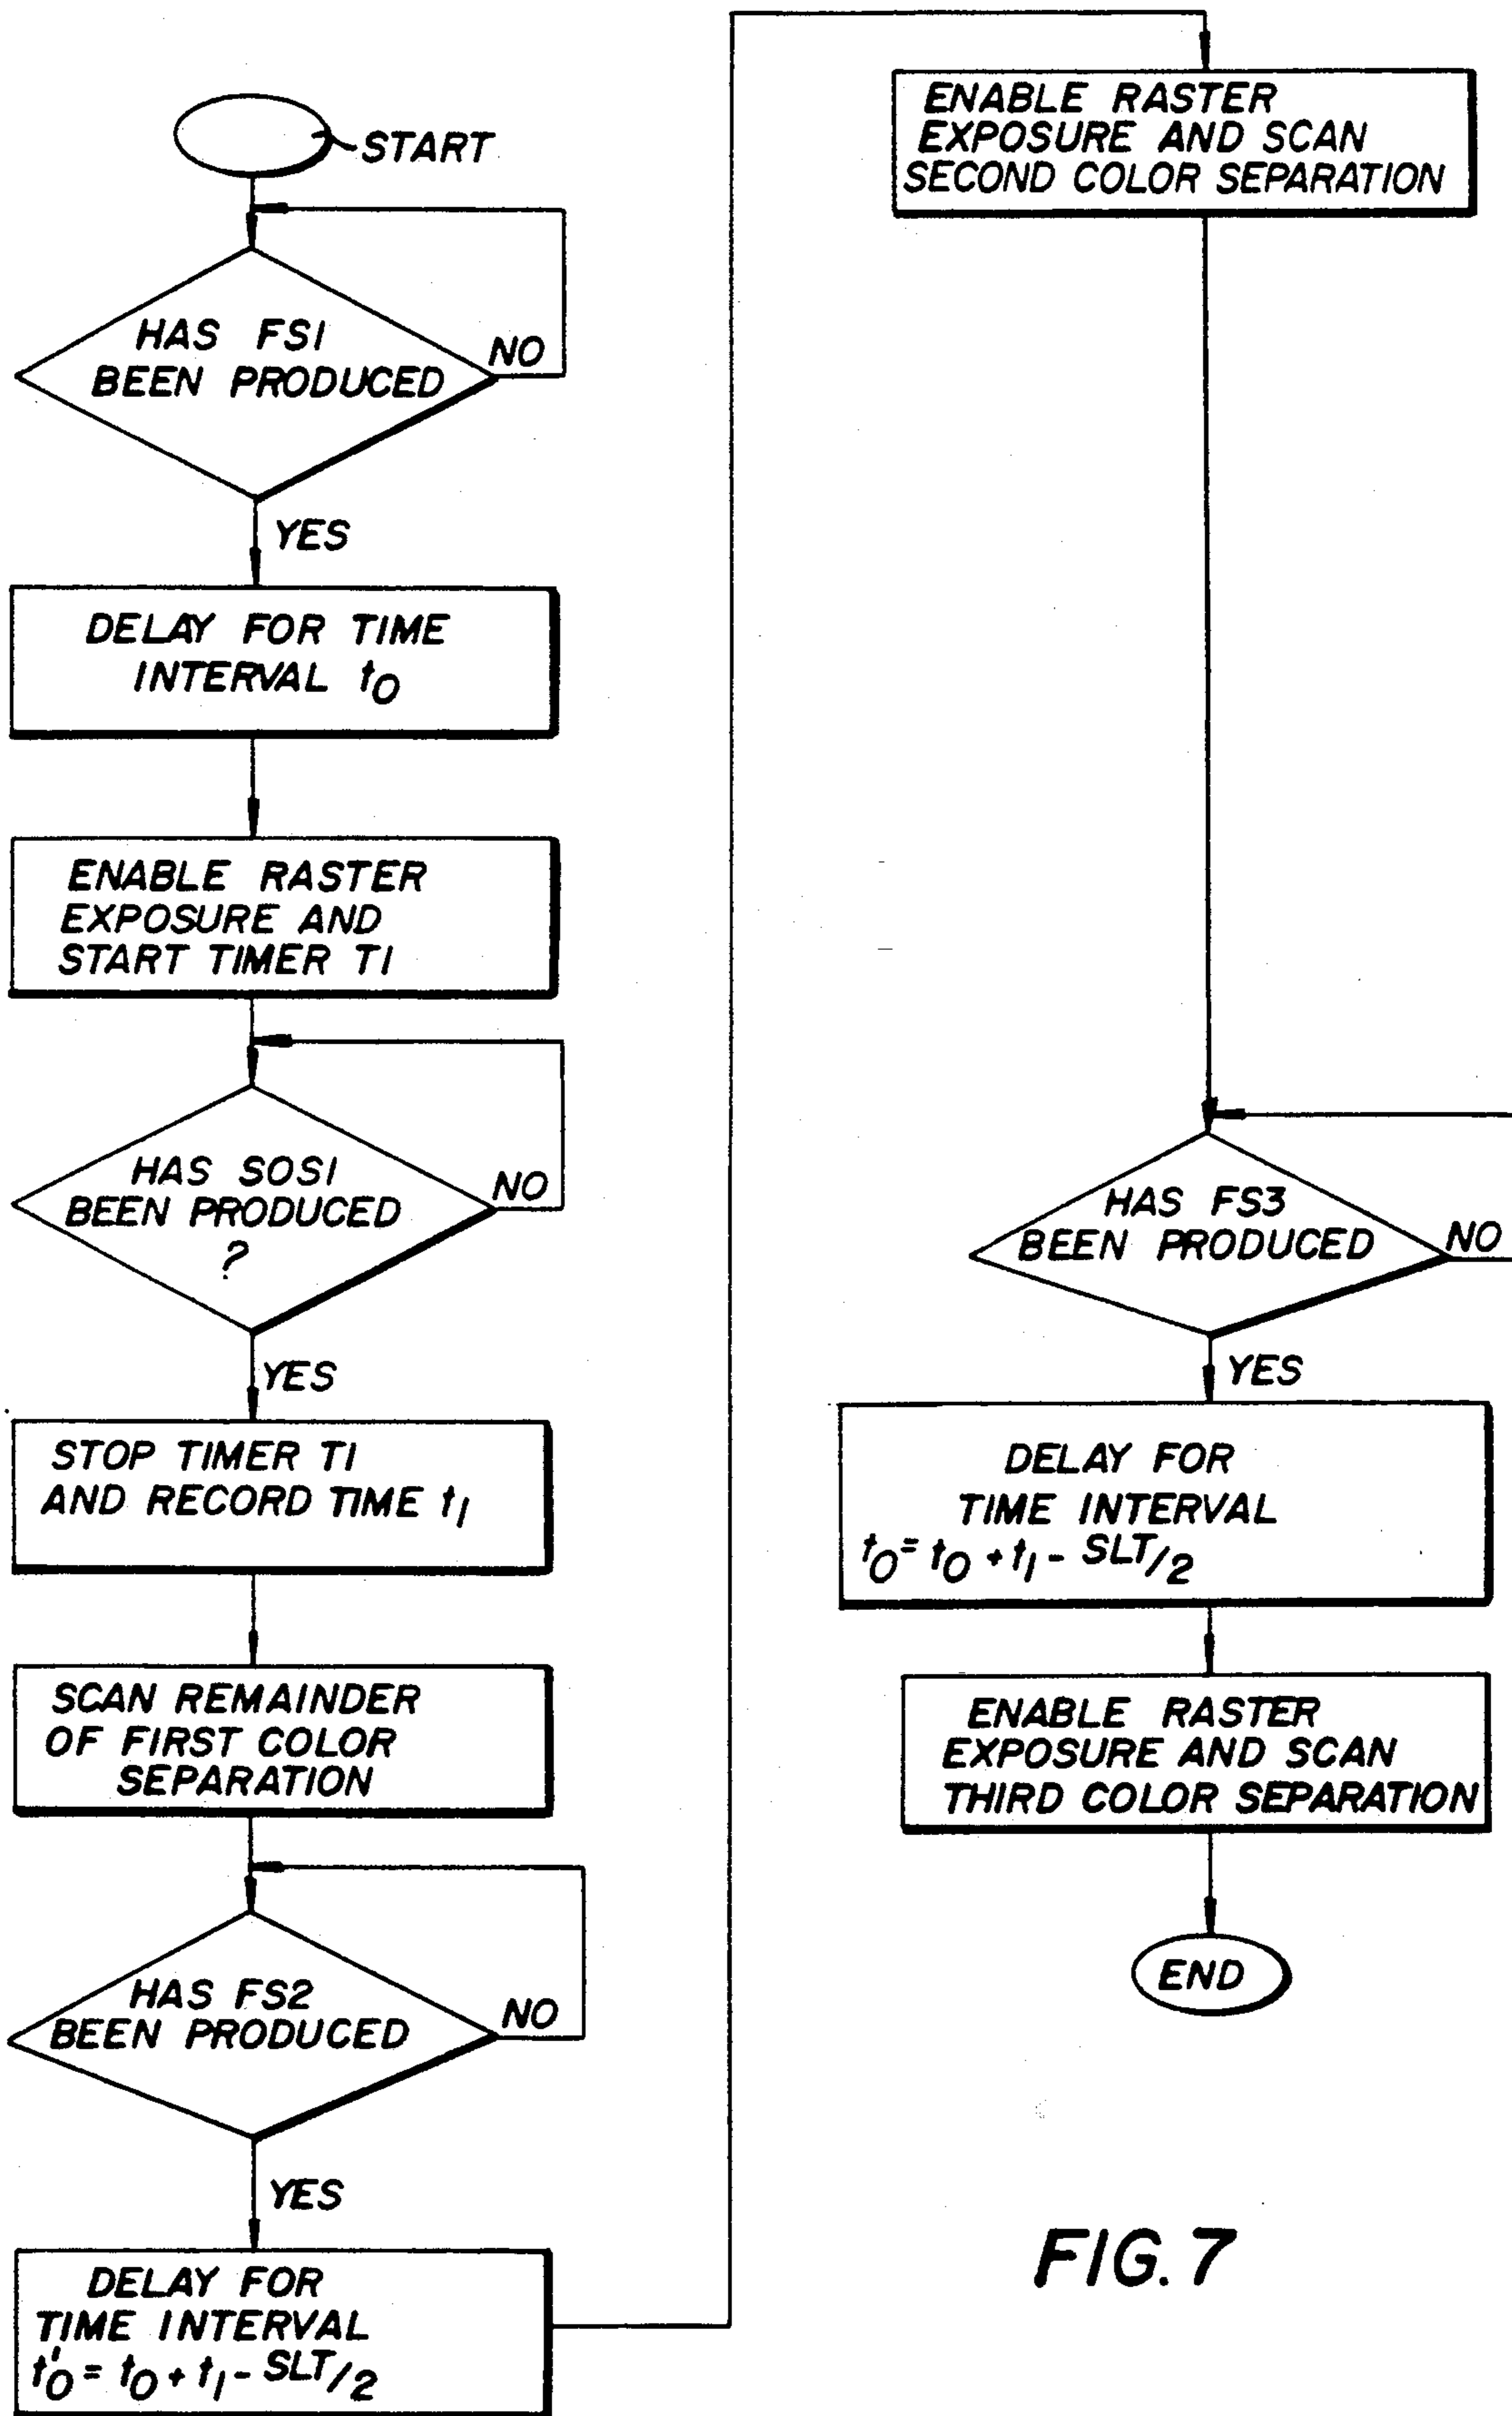 START
HAS FS1
BEEN PRODUCED
NO
YES
DELAY FOR TIME
INTERVAL t0
ENABLE RASTER
EXPOSURE AND
START TIMER T1
HAS SOS1
BEEN PRODUCED
?
NO
YES
STOP TIMER T1
AND RECORD TIME t1
SCAN REMAINDER
OF FIRST COLOR
SEPARATION
HAS FS2
BEEN PRODUCED
NO
YES
DELAY FOR
TIME INTERVAL
t'0 = t0 + t1 - SLT/2
ENABLE RASTER
EXPOSURE AND SCAN
SECOND COLOR SEPARATION
HAS FS3
BEEN PRODUCED
NO
YES
DELAY FOR
TIME INTERVAL
t0 = t0 + t1 - SLT/2
ENABLE RASTER
EXPOSURE AND SCAN
THIRD COLOR SEPARATION
END
FIG. 7